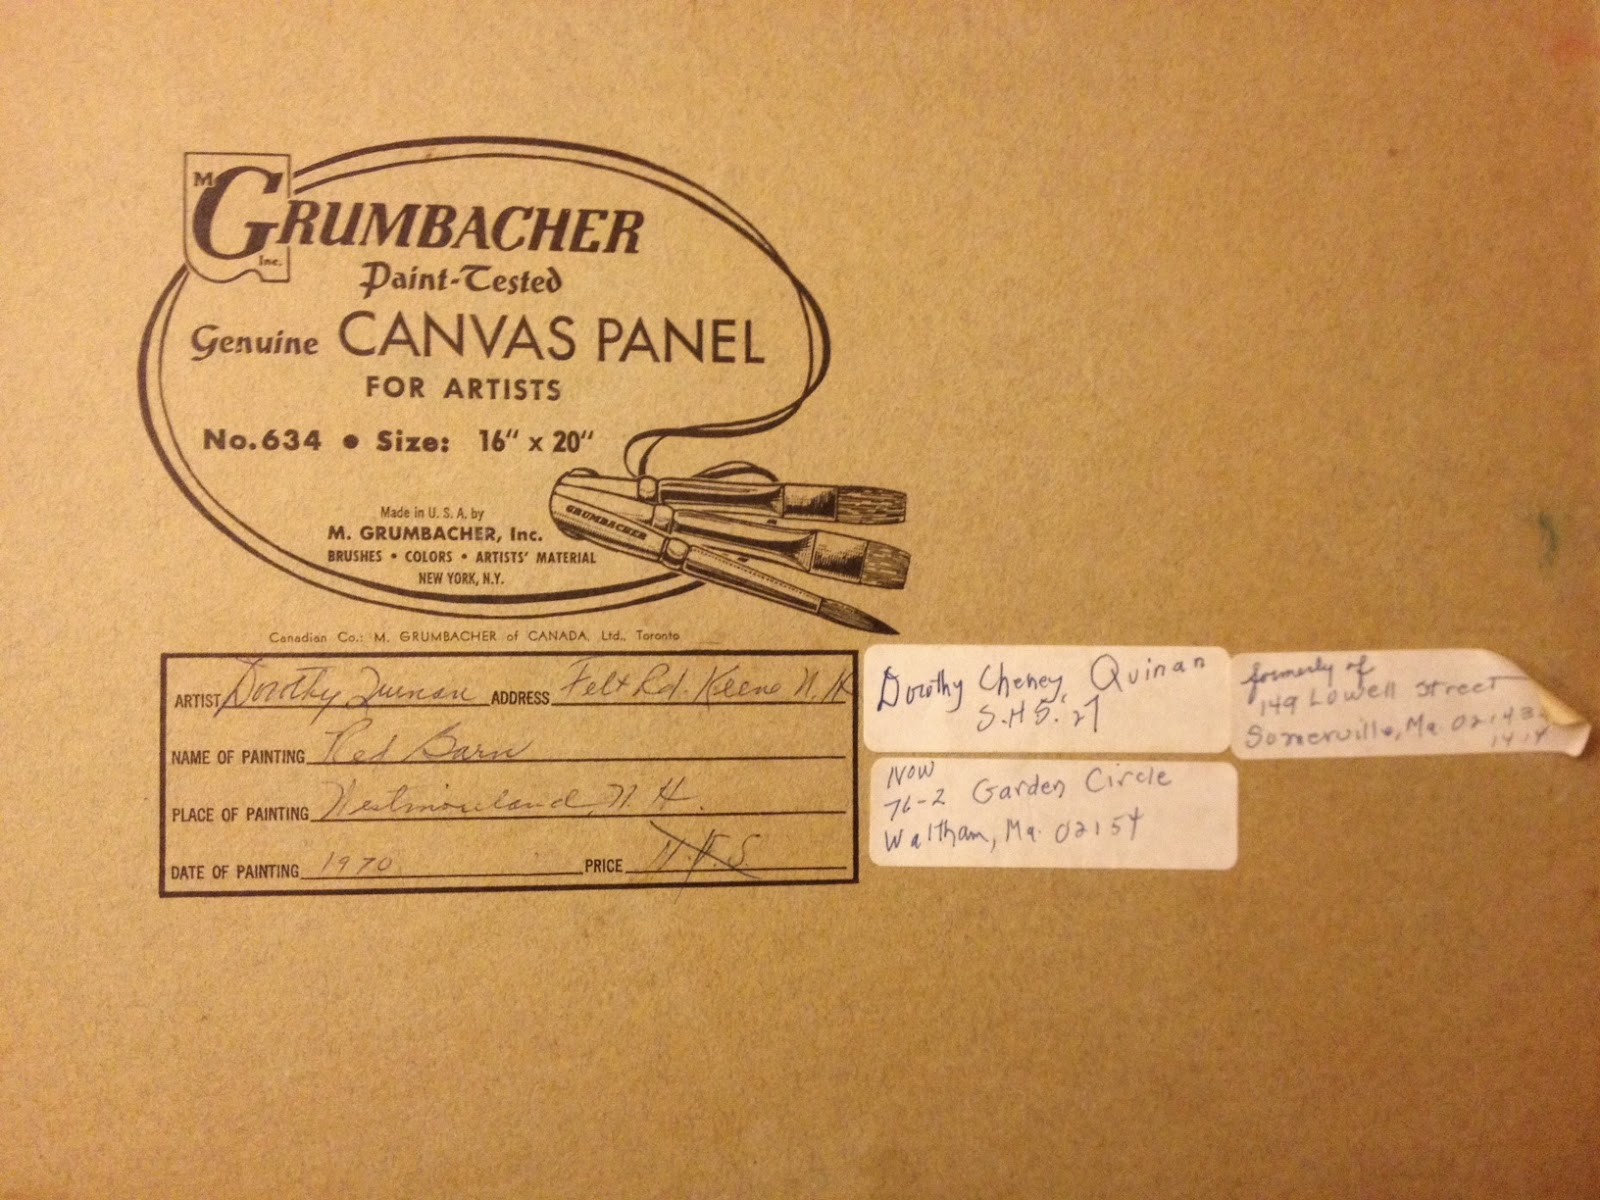 M GRUMBACHER Inc.
Paint-Tested
Genuine CANVAS PANEL
FOR ARTISTS
No. 634 • Size: 16" x 20"
Made in U.S.A. by
M. GRUMBACHER, Inc.
BRUSHES • COLORS • ARTISTS' MATERIAL
NEW YORK, N.Y.
GRUMBACHER
Canadian Co.: M. GRUMBACHER of CANADA, Ltd., Toronto
ARTIST Dorothy Quinan ADDRESS Felt Rd. Keene N.H
NAME OF PAINTING Red Barn
PLACE OF PAINTING Westmoreland, N.H.
DATE OF PAINTING 1970 PRICE N.F.S.
Dorothy Cheney Quinan
S.H.S. 27
formerly of
149 Lowell Street
Somerville, Ma.
Now
76-2 Garden Circle
Waltham, Ma. 02154